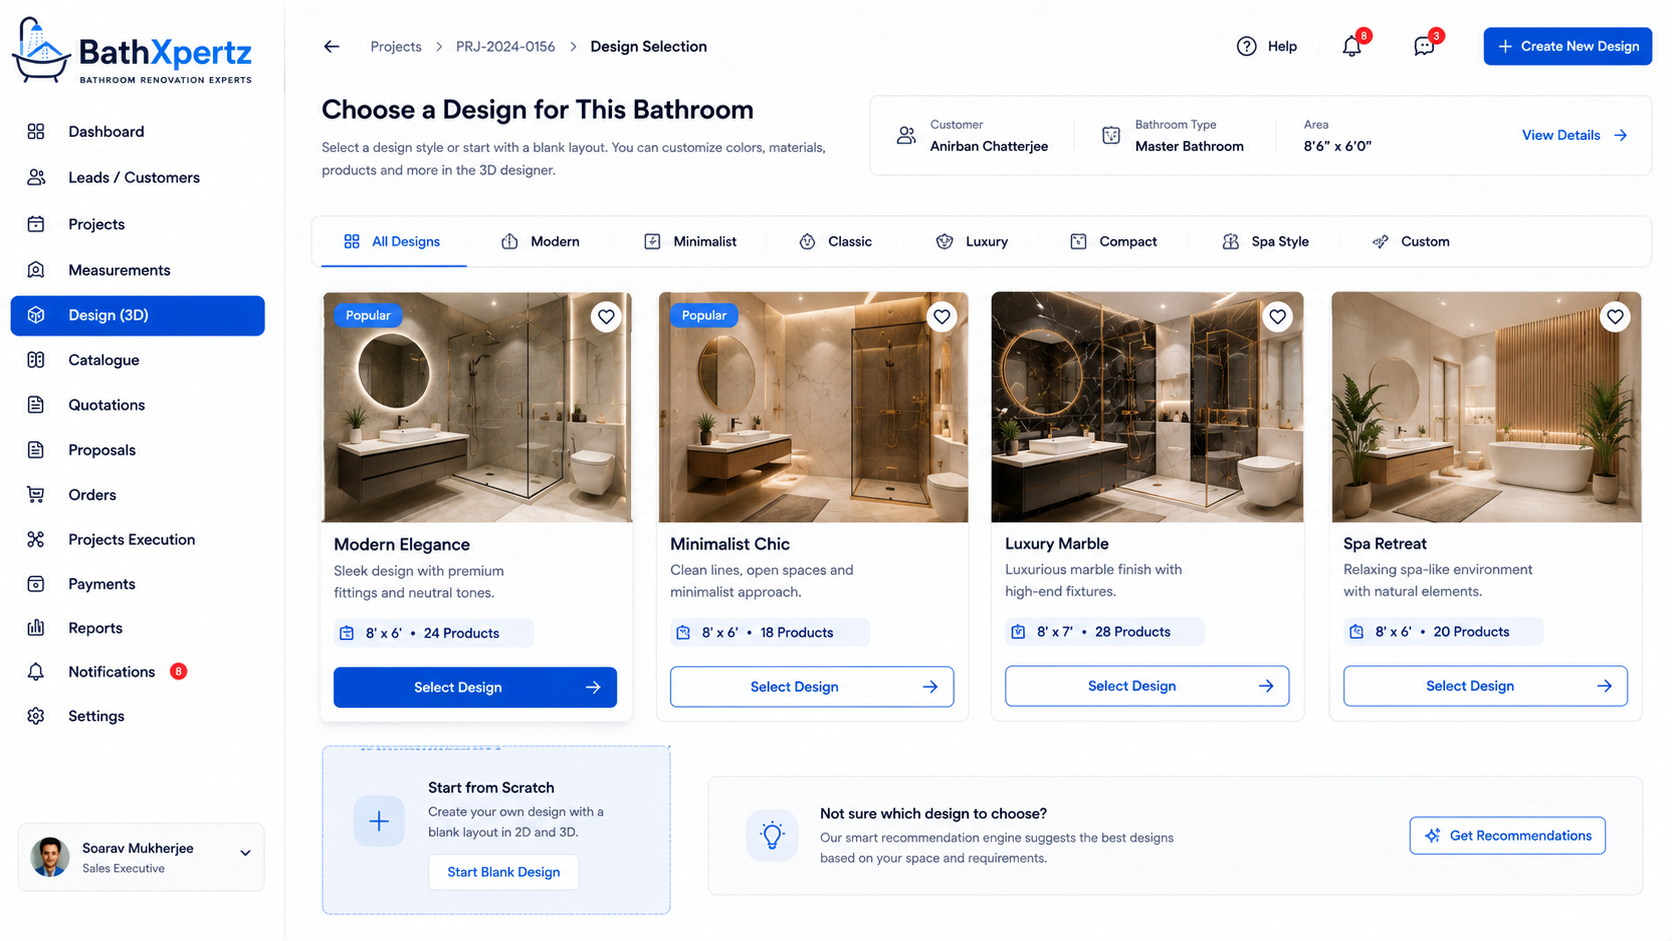 BathXpertz
BATHROOM RENOVATION EXPERTS
Dashboard
Leads / Customers
Projects
Measurements
Design (3D)
Catalogue
Quotations
Proposals
Orders
Projects Execution
Payments
Reports
Notifications 8
Settings
Soarav Mukherjee
Sales Executive
Projects > PRJ-2024-0156 > Design Selection
Help
8
3
+ Create New Design
Choose a Design for This Bathroom
Select a design style or start with a blank layout. You can customize colors, materials,
products and more in the 3D designer.
Customer
Anirban Chatterjee
Bathroom Type
Master Bathroom
Area
8'6" x 6'0"
View Details
All Designs
Modern
Minimalist
Classic
Luxury
Compact
Spa Style
Custom
Popular
Modern Elegance
Sleek design with premium
fittings and neutral tones.
8' x 6' • 24 Products
Select Design
Popular
Minimalist Chic
Clean lines, open spaces and
minimalist approach.
8' x 6' • 18 Products
Select Design
Luxury Marble
Luxurious marble finish with
high-end fixtures.
8' x 7' • 28 Products
Select Design
Spa Retreat
Relaxing spa-like environment
with natural elements.
8' x 6' • 20 Products
Select Design
Start from Scratch
Create your own design with a
blank layout in 2D and 3D.
Start Blank Design
Not sure which design to choose?
Our smart recommendation engine suggests the best designs
based on your space and requirements.
Get Recommendations